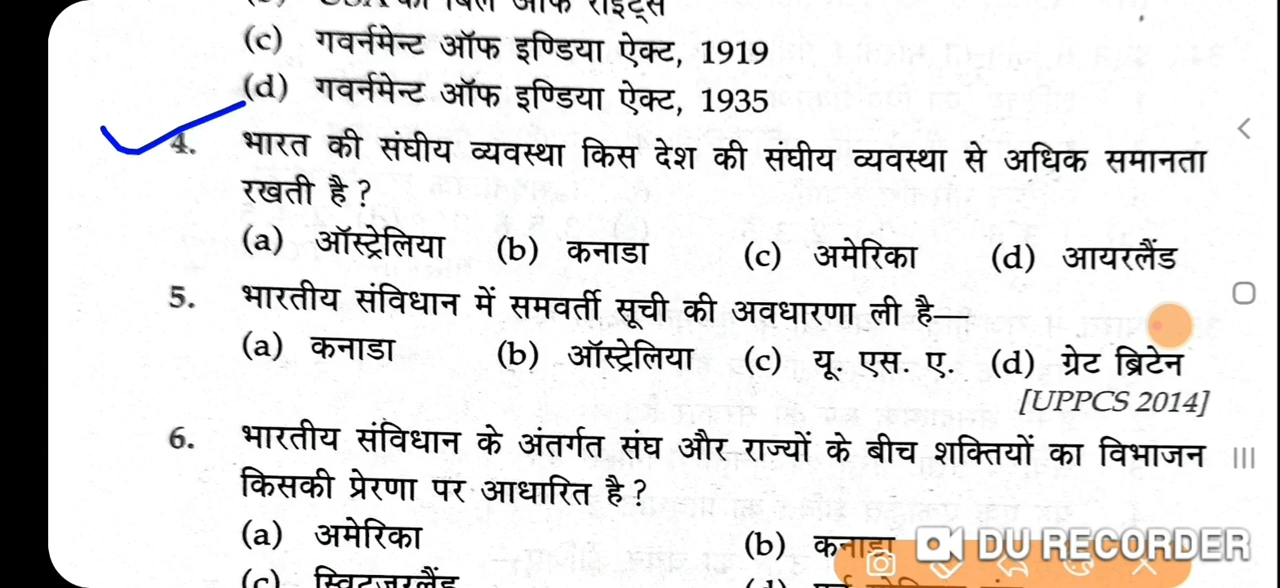 (c) गवर्नमेन्ट ऑफ इण्डिया ऐक्ट, 1919
(d) गवर्नमेन्ट ऑफ इण्डिया ऐक्ट, 1935
4. भारत की संघीय व्यवस्था किस देश की संघीय व्यवस्था से अधिक समानता
रखती है ?
(a) ऑस्ट्रेलिया (b) कनाडा (c) अमेरिका (d) आयरलैंड
5. भारतीय संविधान में समवर्ती सूची की अवधारणा ली है—
(a) कनाडा (b) ऑस्ट्रेलिया (c) यू. एस. ए. (d) ग्रेट ब्रिटेन
[UPPCS 2014]
6. भारतीय संविधान के अंतर्गत संघ और राज्यों के बीच शक्तियों का विभाजन
किसकी प्रेरणा पर आधारित है ?
(a) अमेरिका (b) कनाडा
DU RECORDER